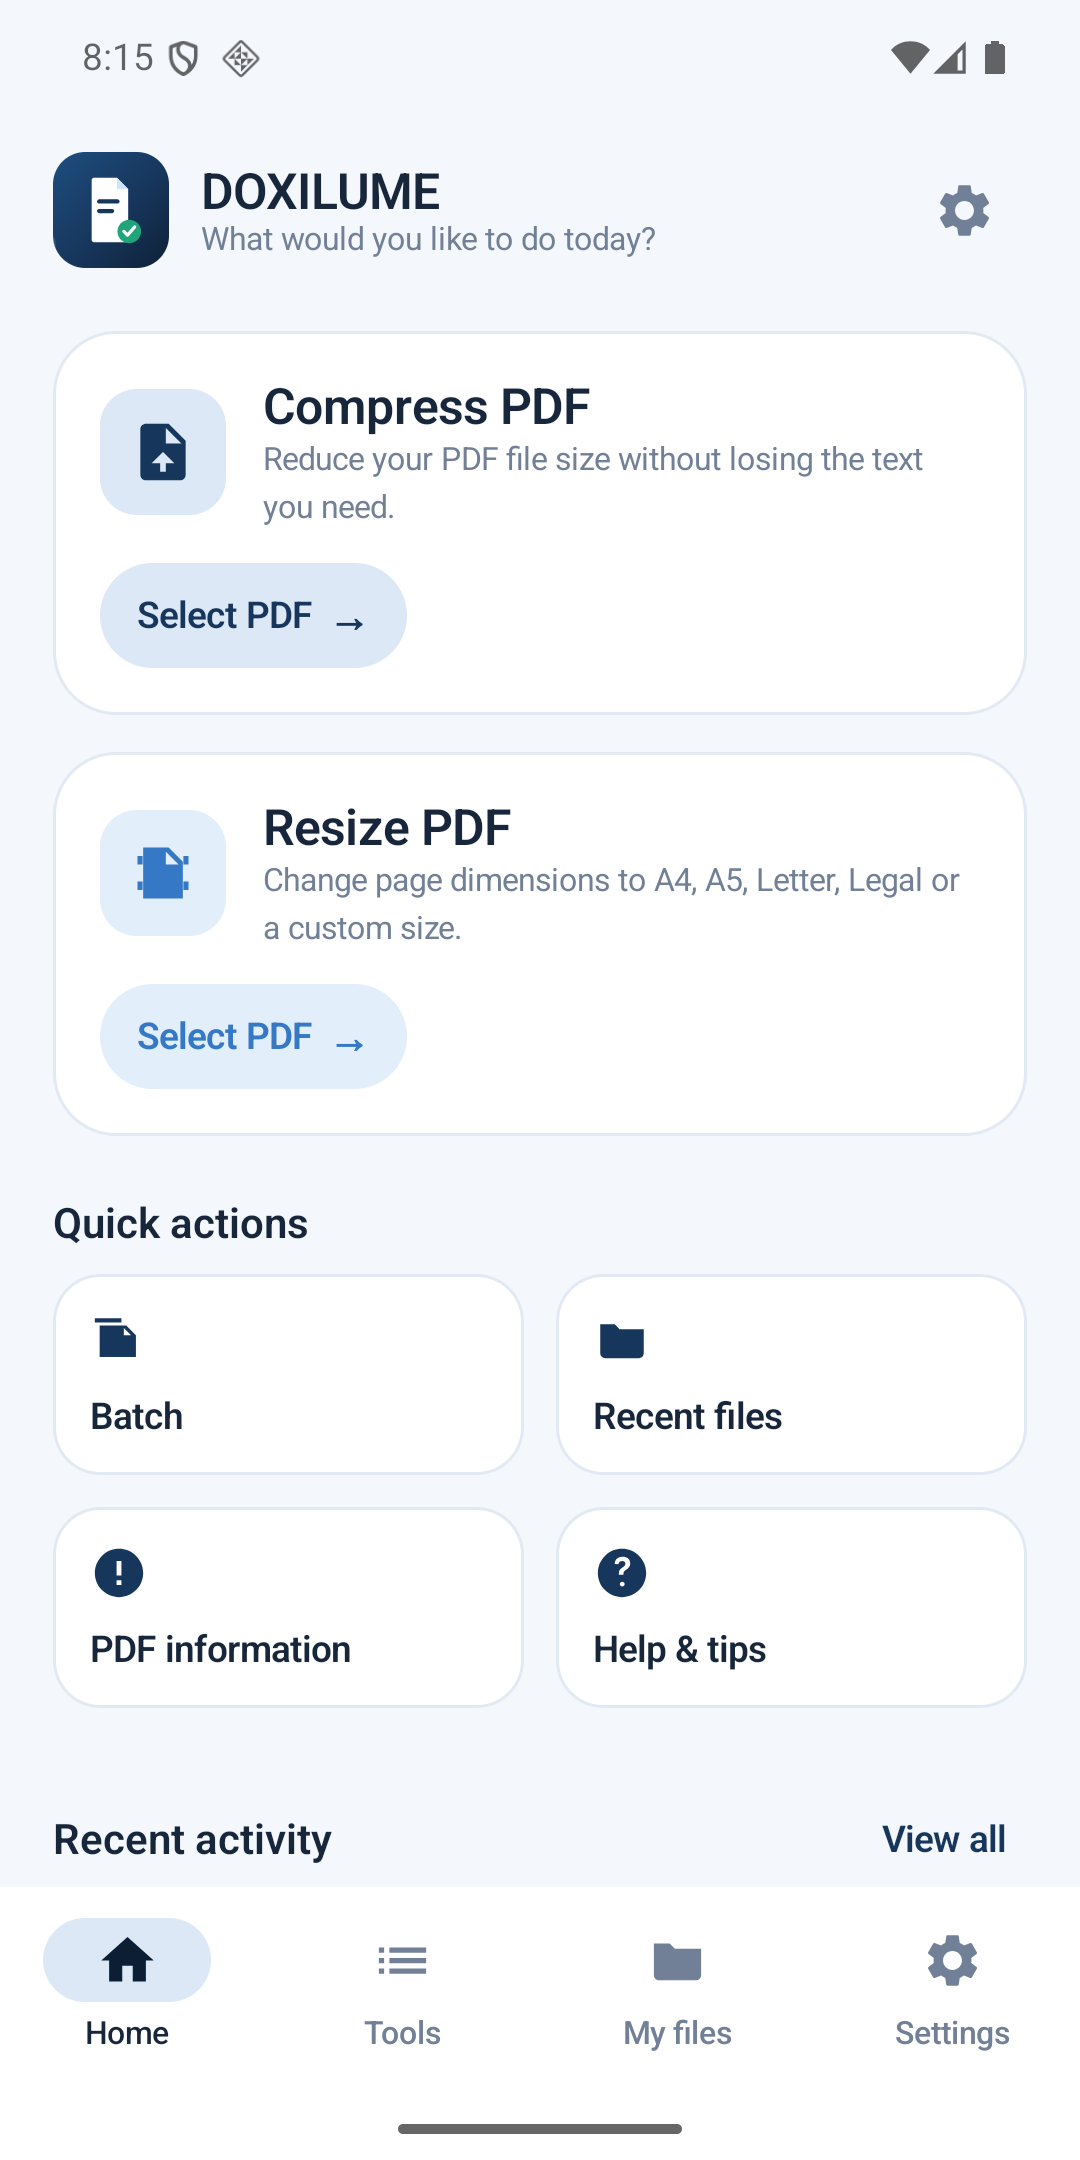 8:15
DOXILUME
What would you like to do today?
Compress PDF
Reduce your PDF file size without losing the text
you need.
Select PDF →
Resize PDF
Change page dimensions to A4, A5, Letter, Legal or
a custom size.
Select PDF →
Quick actions
Batch
Recent files
PDF information
Help & tips
Recent activity
View all
Home
Tools
My files
Settings